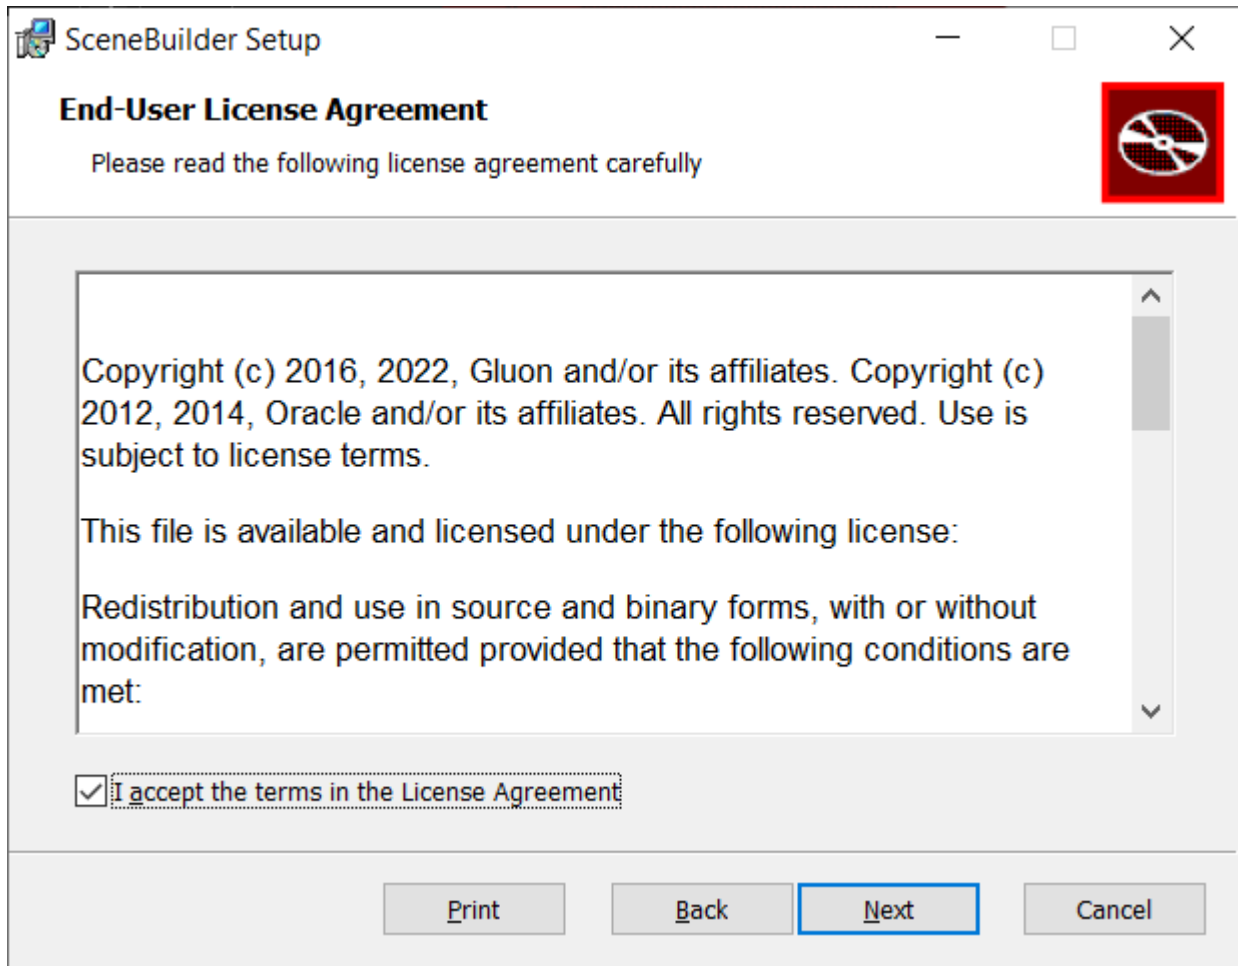 SceneBuilder Setup
End-User License Agreement
Please read the following license agreement carefully
Copyright (c) 2016, 2022, Gluon and/or its affiliates. Copyright (c)
2012, 2014, Oracle and/or its affiliates. All rights reserved. Use is
subject to license terms.
This file is available and licensed under the following license:
Redistribution and use in source and binary forms, with or without
modification, are permitted provided that the following conditions are
met:
I accept the terms in the License Agreement
Print Back Next Cancel